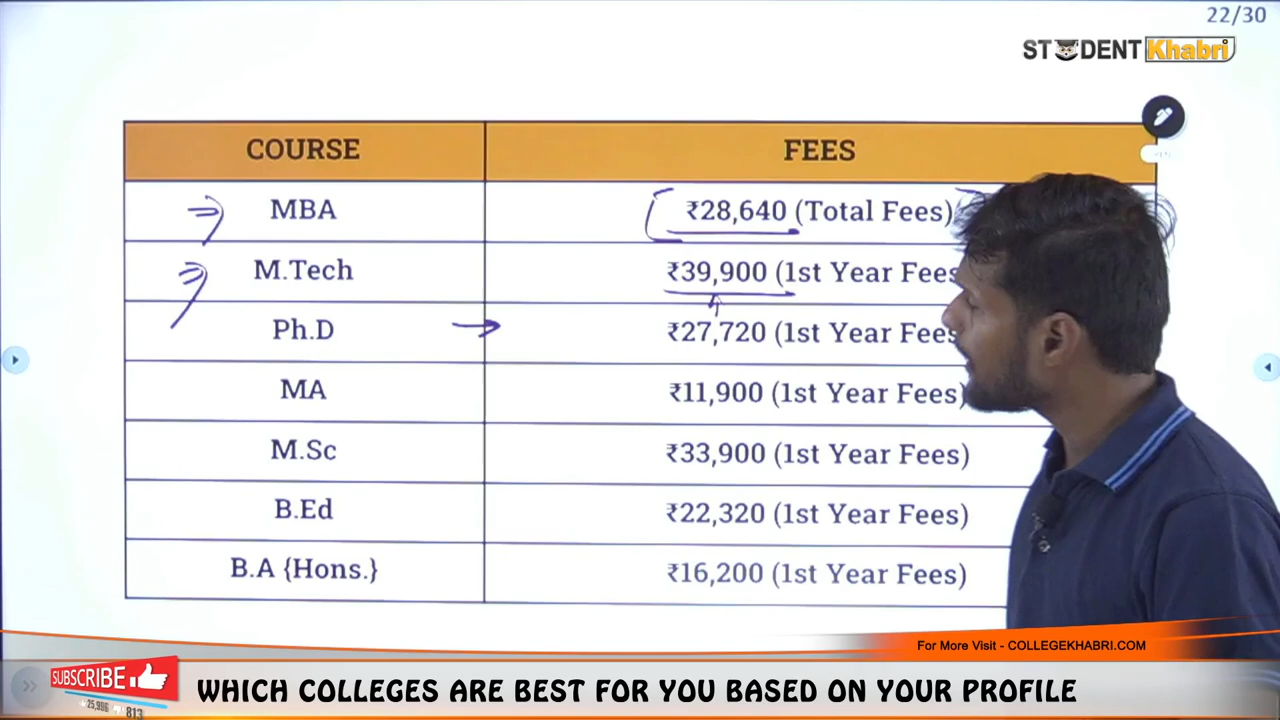 22/30
STUDENT Khabri
COURSE FEES
MBA ₹28,640 (Total Fees)
M.Tech ₹39,900 (1st Year Fees
Ph.D ₹27,720 (1st Year Fees
MA ₹11,900 (1st Year Fees)
M.Sc ₹33,900 (1st Year Fees)
B.Ed ₹22,320 (1st Year Fees)
B.A {Hons.} ₹16,200 (1st Year Fees)
For More Visit - COLLEGEKHABRI.COM
SUBSCRIBE
WHICH COLLEGES ARE BEST FOR YOU BASED ON YOUR PROFILE
813